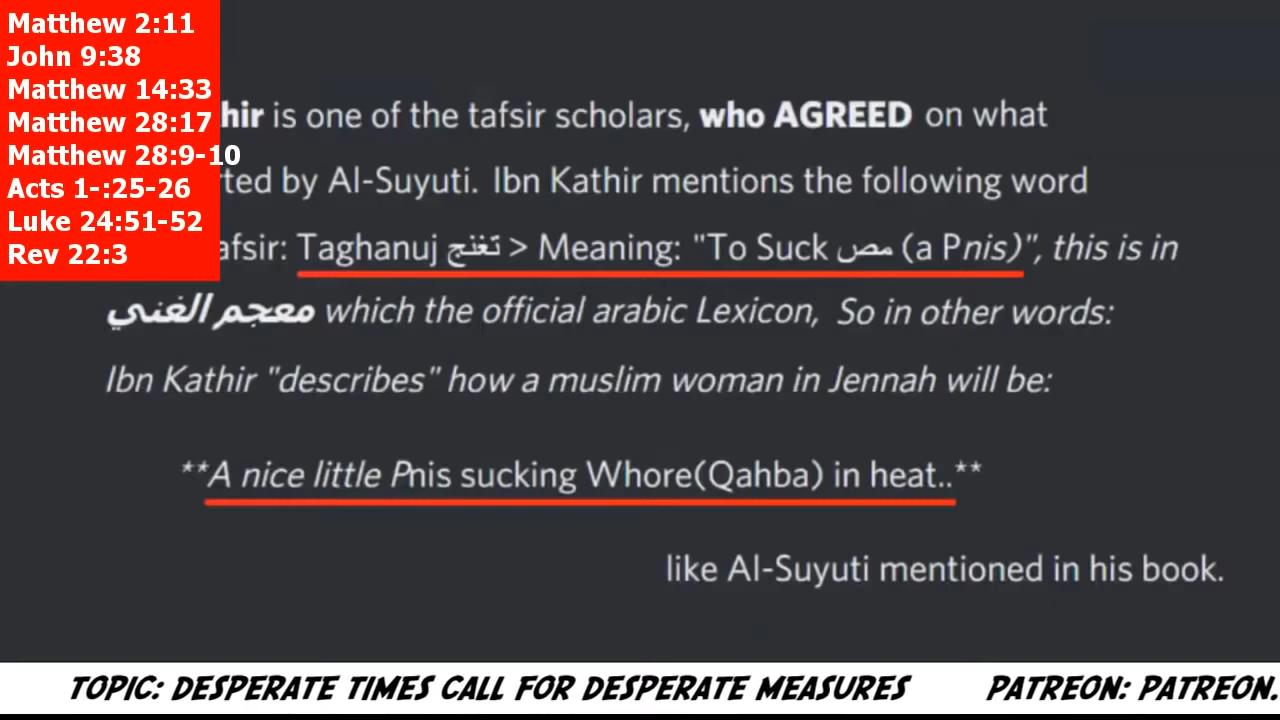 Matthew 2:11
John 9:38
Matthew 14:33
Matthew 28:17
Matthew 28:9-10
Acts 1-:25-26
Luke 24:51-52
Rev 22:3
hir is one of the tafsir scholars, who AGREED on what
rted by Al-Suyuti. Ibn Kathir mentions the following word
afsir: Taghanuj تغنج > Meaning: "To Suck مص (a Pnis)", this is in
معجم الغني which the official arabic Lexicon, So in other words:
Ibn Kathir "describes" how a muslim woman in Jennah will be:
**A nice little Pnis sucking Whore(Qahba) in heat..**
like Al-Suyuti mentioned in his book.
TOPIC: DESPERATE TIMES CALL FOR DESPERATE MEASURES PATREON: PATREON.